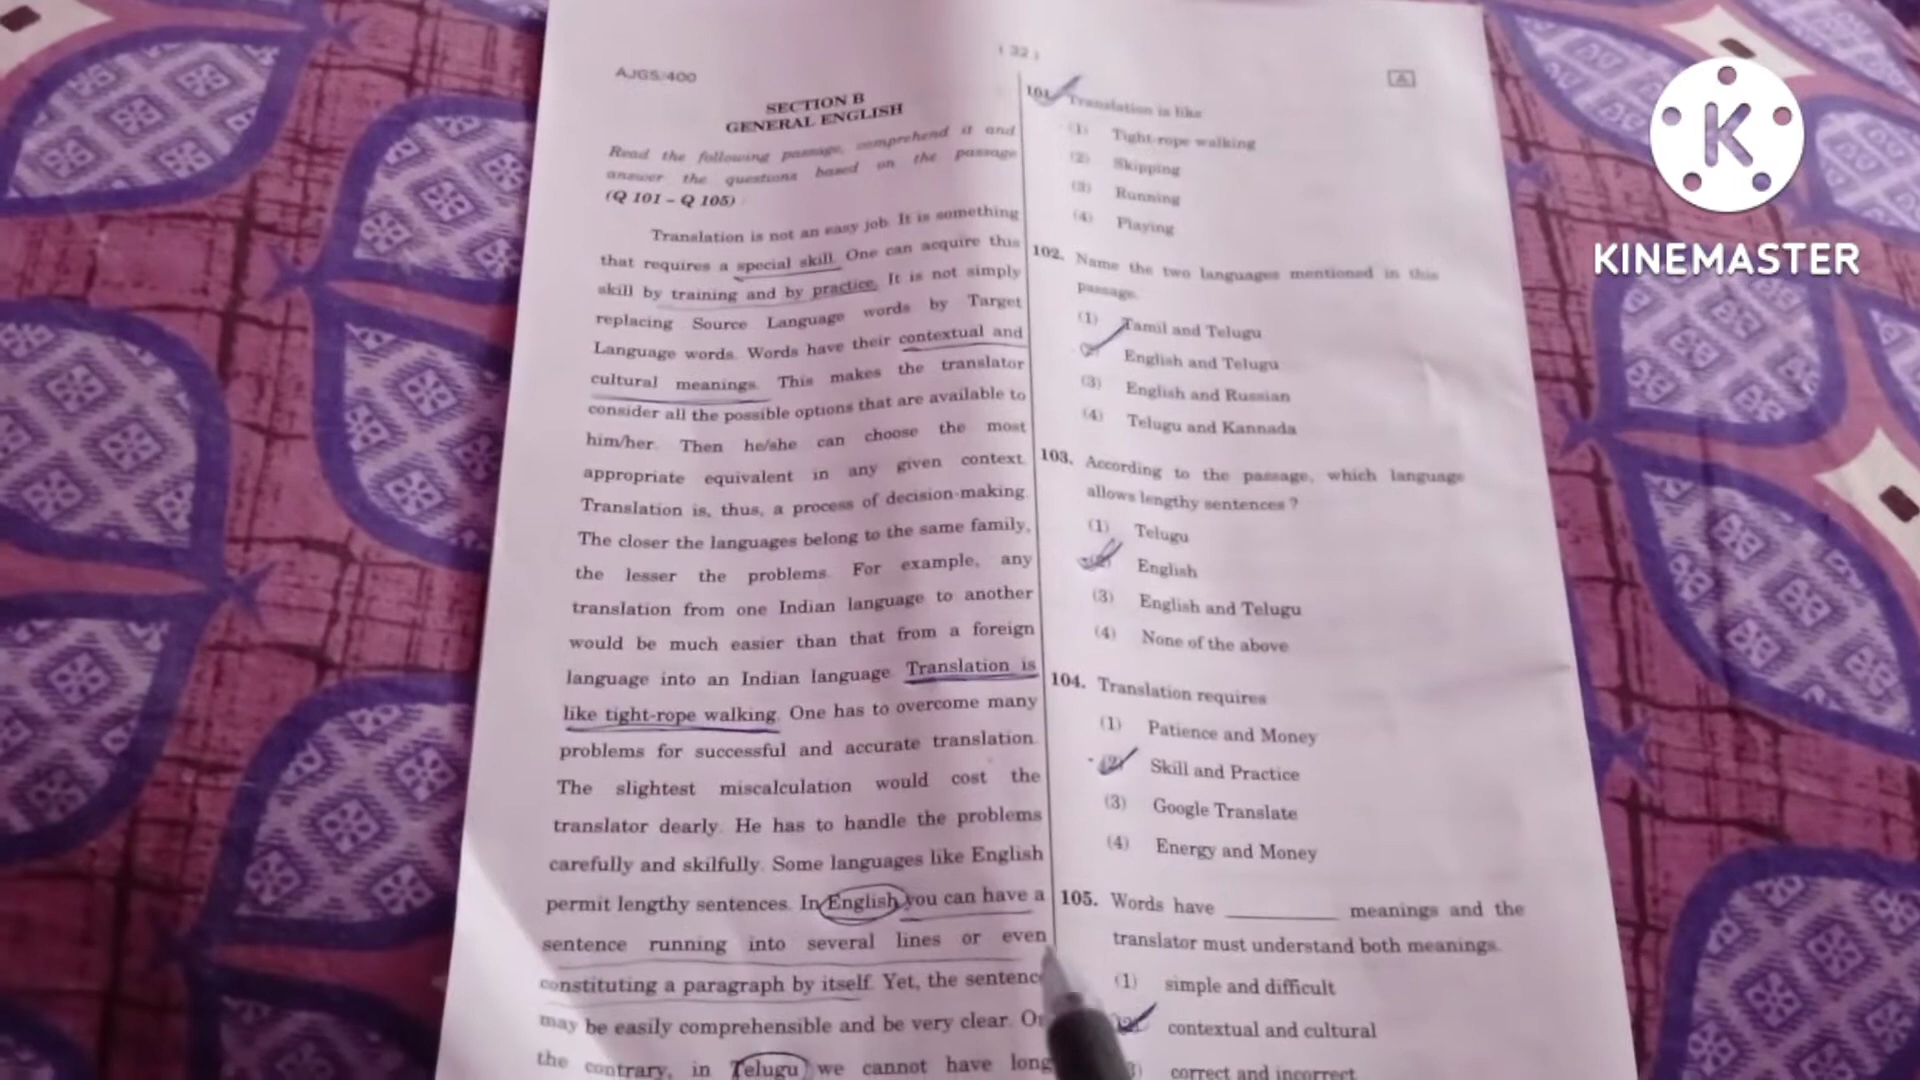 ( 32 )
AJGS/400
A
SECTION B
GENERAL ENGLISH
Read the following passage, comprehend it and
answer the questions based on the passage
(Q 101 – Q 105)
Translation is not an easy job. It is something
that requires a special skill. One can acquire this
skill by training and by practice. It is not simply
replacing Source Language words by Target
Language words. Words have their contextual and
cultural meanings. This makes the translator
consider all the possible options that are available to
him/her. Then he/she can choose the most
appropriate equivalent in any given context.
Translation is, thus, a process of decision-making.
The closer the languages belong to the same family,
the lesser the problems. For example, any
translation from one Indian language to another
would be much easier than that from a foreign
language into an Indian language. Translation is
like tight-rope walking. One has to overcome many
problems for successful and accurate translation.
The slightest miscalculation would cost the
translator dearly. He has to handle the problems
carefully and skilfully. Some languages like English
permit lengthy sentences. In English you can have a
sentence running into several lines or even
constituting a paragraph by itself. Yet, the sentence
may be easily comprehensible and be very clear. On
the contrary, in Telugu we cannot have long
101. Translation is like
(1) Tight-rope walking
(2) Skipping
(3) Running
(4) Playing
102. Name the two languages mentioned in this
passage.
(1) Tamil and Telugu
(2) English and Telugu
(3) English and Russian
(4) Telugu and Kannada
103. According to the passage, which language
allows lengthy sentences ?
(1) Telugu
(2) English
(3) English and Telugu
(4) None of the above
104. Translation requires
(1) Patience and Money
(2) Skill and Practice
(3) Google Translate
(4) Energy and Money
105. Words have __________ meanings and the
translator must understand both meanings.
(1) simple and difficult
(2) contextual and cultural
(3) correct and incorrect
K
KINEMASTER